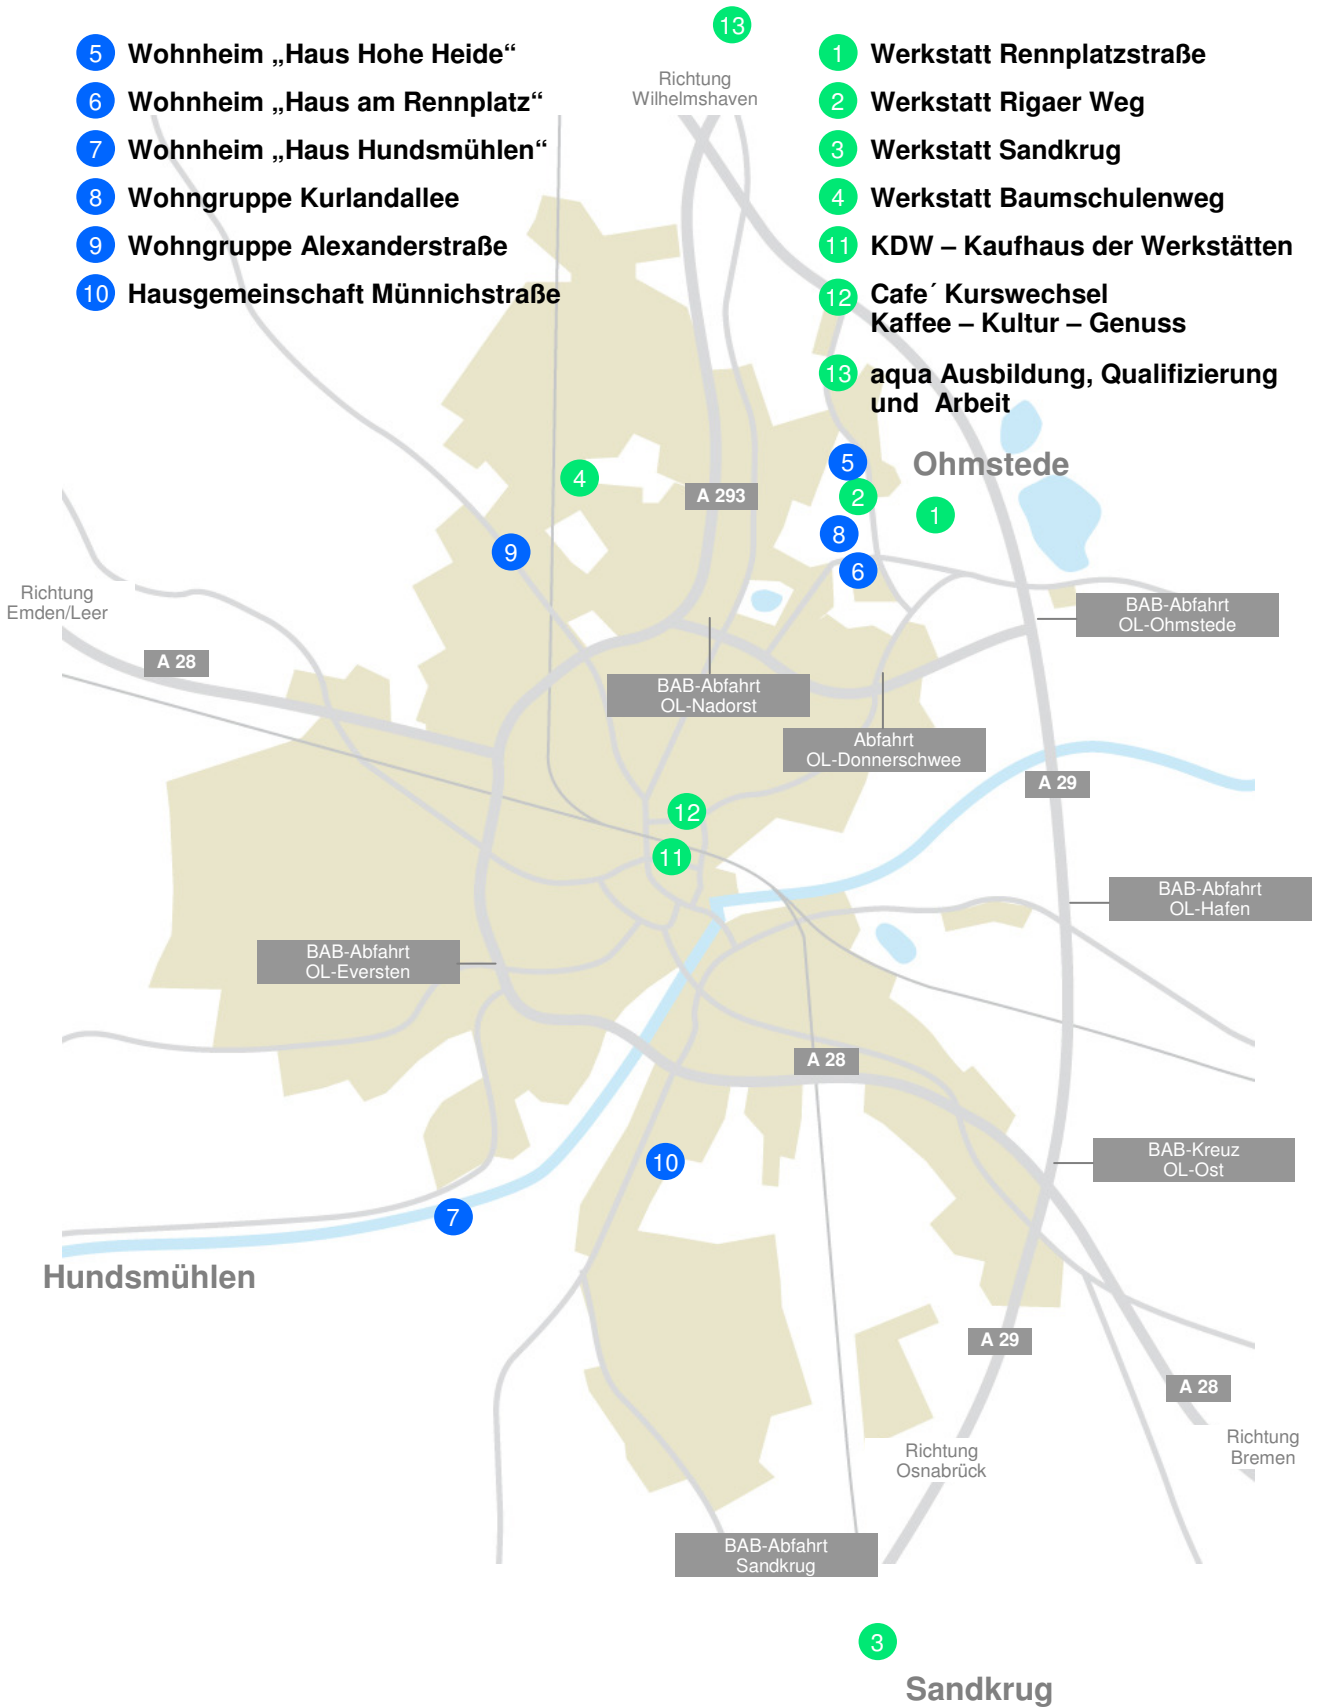 13
5 Wohnheim „Haus Hohe Heide“
6 Wohnheim „Haus am Rennplatz“
7 Wohnheim „Haus Hundsmühlen“
8 Wohngruppe Kurlandallee
9 Wohngruppe Alexanderstraße
10 Hausgemeinschaft Münnichstraße
Richtung
Wilhelmshaven
1 Werkstatt Rennplatzstraße
2 Werkstatt Rigaer Weg
3 Werkstatt Sandkrug
4 Werkstatt Baumschulenweg
11 KDW – Kaufhaus der Werkstätten
12 Cafe´ Kurswechsel
Kaffee – Kultur – Genuss
13 aqua Ausbildung, Qualifizierung
und Arbeit
5
Ohmstede
4
A 293
2
1
8
9
6
Richtung
Emden/Leer
BAB-Abfahrt
OL-Ohmstede
A 28
BAB-Abfahrt
OL-Nadorst
Abfahrt
OL-Donnerschwee
A 29
12
11
BAB-Abfahrt
OL-Hafen
BAB-Abfahrt
OL-Eversten
A 28
10
BAB-Kreuz
OL-Ost
7
Hundsmühlen
A 29
A 28
Richtung
Bremen
Richtung
Osnabrück
BAB-Abfahrt
Sandkrug
3
Sandkrug